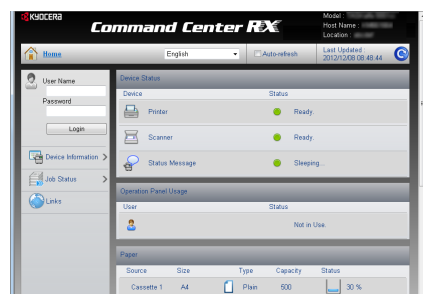 KYOCERA
Command Center RX
Model :
Host Name :
Location :
Home
English
Auto-refresh
Last Updated :
2012/12/08 08:48:44
User Name
Password
Login
Device Information
Job Status
Links
Device Status
Device Status
Printer Ready.
Scanner Ready.
Status Message Sleeping...
Operation Panel Usage
User Status
Not in Use.
Paper
Source Size Type Capacity Status
Cassette 1 A4 Plain 500 30 %